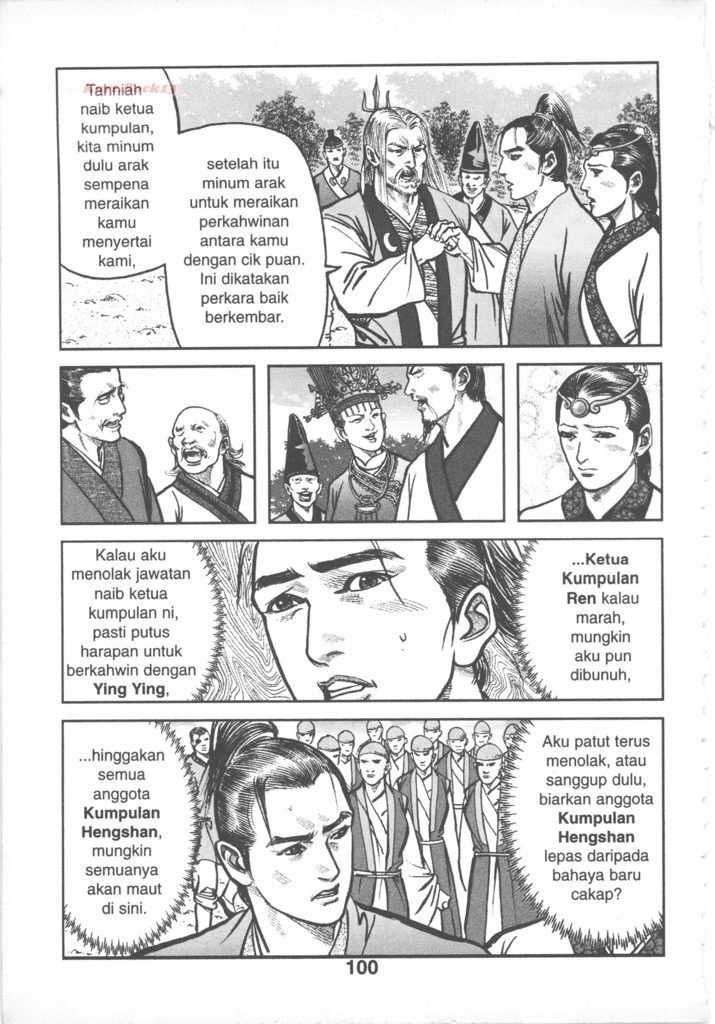 Tahniah
naib ketua
kumpulan,
kita minum
dulu arak
sempena
meraikan
kamu
menyertai
kami,
setelah itu
minum arak
untuk meraikan
perkahwinan
antara kamu
dengan cik puan.
Ini dikatakan
perkara baik
berkembar.
Kalau aku
menolak jawatan
naib ketua
kumpulan ni,
pasti putus
harapan untuk
berkahwin dengan
Ying Ying,
...Ketua
Kumpulan
Ren kalau
marah,
mungkin
aku pun
dibunuh,
...hinggakan
semua
anggota
Kumpulan
Hengshan,
mungkin
semuanya
akan maut
di sini.
Aku patut terus
menolak, atau
sanggup dulu,
biarkan anggota
Kumpulan
Hengshan
lepas daripada
bahaya baru
cakap?
100